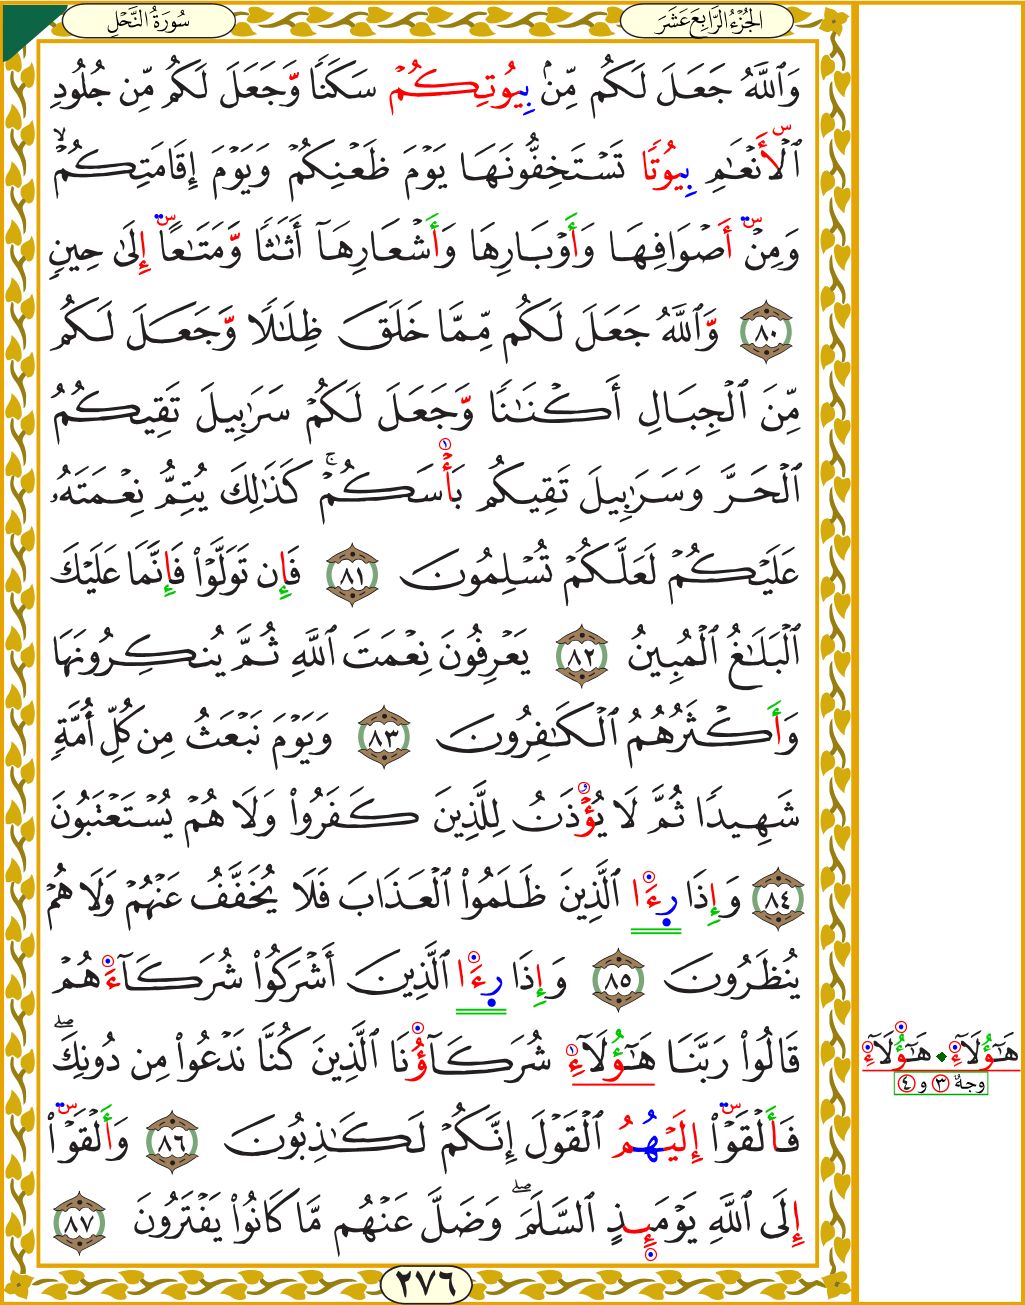 سُورَةُ النَّحْلِ
الجُزْءُ الرَّابِعَ عَشَرَ
وَٱللَّهُ جَعَلَ لَكُم مِّنۢ بِيُوتِكُمۡ سَكَنٗا وَجَعَلَ لَكُم مِّن جُلُودِ
ٱلۡأَنۡعَٰمِ بِيُوتٗا تَسۡتَخِفُّونَهَا يَوۡمَ ظَعۡنِكُمۡ وَيَوۡمَ إِقَامَتِكُمۡۙ
وَمِنۡ أَصۡوَافِهَا وَأَوۡبَارِهَا وَأَشۡعَارِهَآ أَثَٰثٗا وَّمَتَٰعًا إِلَىٰ حِينٖ
٨٠ وَّٱللَّهُ جَعَلَ لَكُم مِّمَّا خَلَقَ ظِلَٰلٗا وَّجَعَلَ لَكُم
مِّنَ ٱلۡجِبَالِ أَكۡنَٰنٗا وَّجَعَلَ لَكُمۡ سَرَٰبِيلَ تَقِيكُمُ
ٱلۡحَرَّ وَسَرَٰبِيلَ تَقِيكُم بَأۡسَكُمۡۚ كَذَٰلِكَ يُتِمُّ نِعۡمَتَهُۥ
عَلَيۡكُمۡ لَعَلَّكُمۡ تُسۡلِمُونَ ٨١ فَإِن تَوَلَّوۡاْ فَإِنَّمَا عَلَيۡكَ
ٱلۡبَلَٰغُ ٱلۡمُبِينُ ٨٢ يَعۡرِفُونَ نِعۡمَتَ ٱللَّهِ ثُمَّ يُنكِرُونَهَا
وَأَكۡثَرُهُمُ ٱلۡكَٰفِرُونَ ٨٣ وَيَوۡمَ نَبۡعَثُ مِن كُلِّ أُمَّةٖ
شَهِيدٗا ثُمَّ لَا يُؤۡذَنُ لِلَّذِينَ كَفَرُواْ وَلَا هُمۡ يُسۡتَعۡتَبُونَ
٨٤ وَإِذَا رِءَا ٱلَّذِينَ ظَلَمُواْ ٱلۡعَذَابَ فَلَا يُخَفَّفُ عَنۡهُمۡ وَلَا هُمۡ
يُنظَرُونَ ٨٥ وَإِذَا رِءَا ٱلَّذِينَ أَشۡرَكُواْ شُرَكَآءَهُمۡ
قَالُواْ رَبَّنَا هَٰٓؤُلَآءِ شُرَكَآؤُنَا ٱلَّذِينَ كُنَّا نَدۡعُواْ مِن دُونِكَۖ
هَٰٓؤُلَآءِ ◆ هَٰٓؤُلَآءِ
وجهُ ٣ و ٤
فَأَلۡقَوۡاْ إِلَيۡهُمُ ٱلۡقَوۡلَ إِنَّكُمۡ لَكَٰذِبُونَ ٨٦ وَأَلۡقَوۡاْ
إِلَى ٱللَّهِ يَوۡمَئِذٍ ٱلسَّلَمَۖ وَضَلَّ عَنۡهُم مَّا كَانُواْ يَفۡتَرُونَ ٨٧
٢٧٦